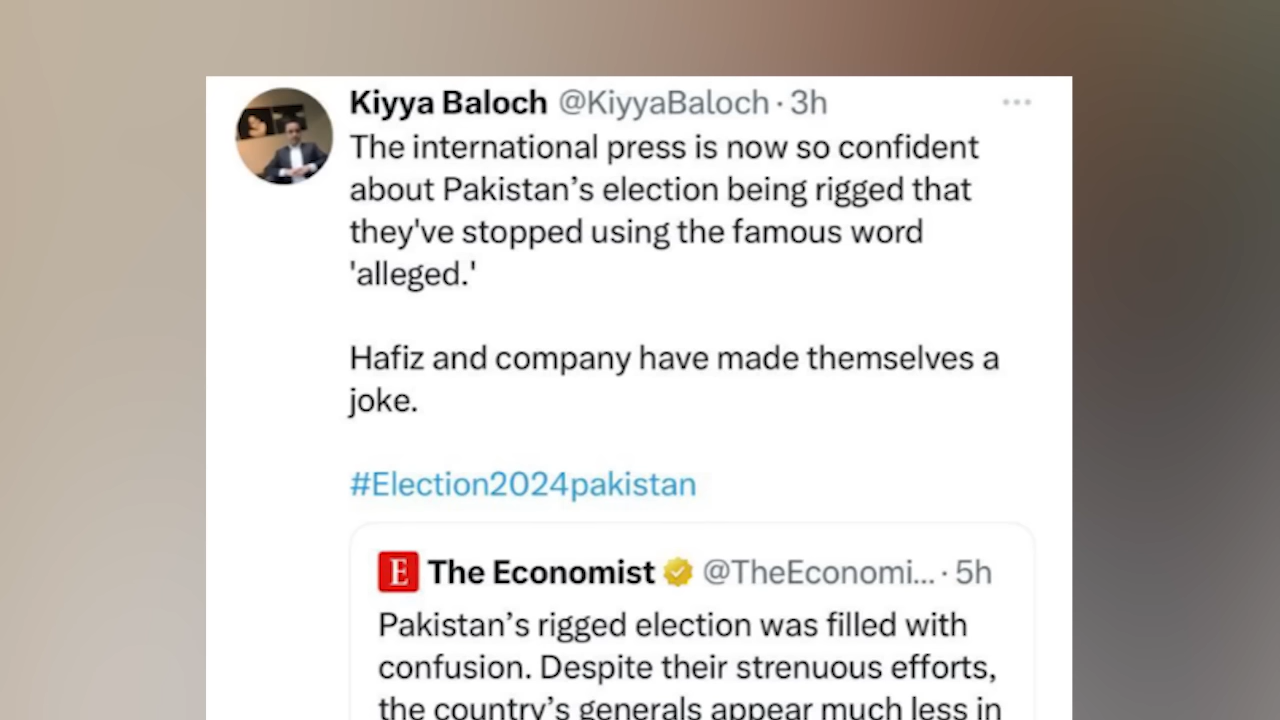 Kiyya Baloch @KiyyaBaloch · 3h
The international press is now so confident
about Pakistan’s election being rigged that
they've stopped using the famous word
'alleged.'
Hafiz and company have made themselves a
joke.
#Election2024pakistan
The Economist @TheEconomi... · 5h
Pakistan’s rigged election was filled with
confusion. Despite their strenuous efforts,
the country’s generals appear much less in